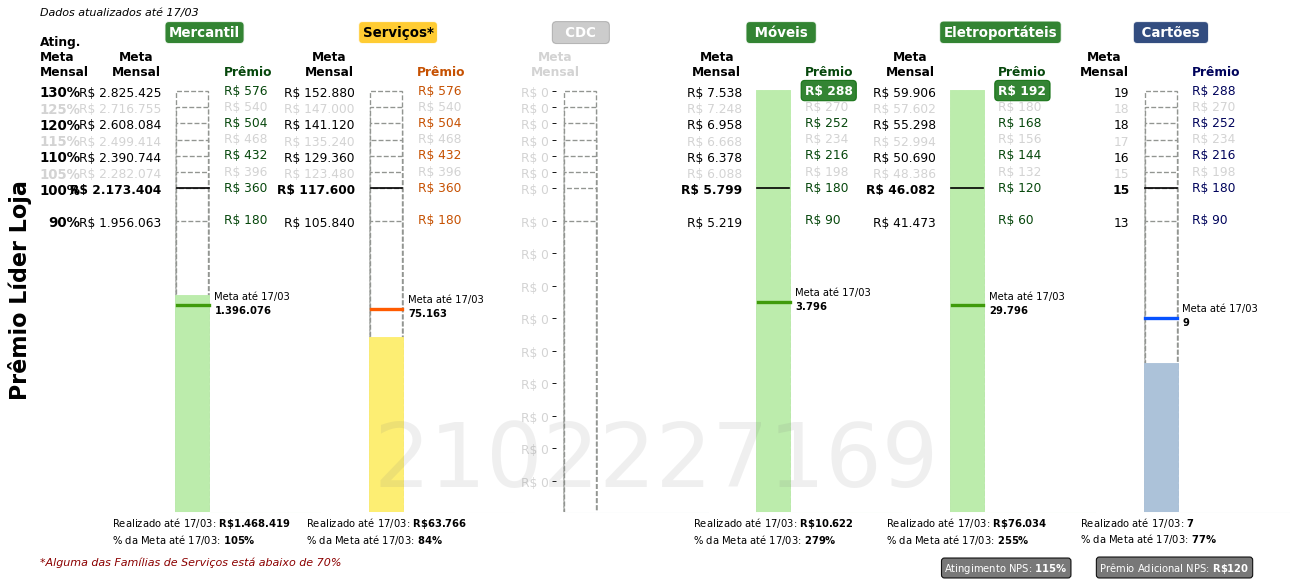 Dados atualizados até 17/03
Mercantil Serviços* CDC Móveis Eletroportáteis Cartões
Ating.
Meta Meta Meta Meta Meta Meta Meta
Mensal Mensal Prêmio Mensal Prêmio Mensal Mensal Prêmio Mensal Prêmio Mensal Prêmio
130% R$ 2.825.425 R$ 576 R$ 152.880 R$ 576 R$ 0 R$ 7.538 R$ 288 R$ 59.906 R$ 192 19 R$ 288
125% R$ 2.716.755 R$ 540 R$ 147.000 R$ 540 R$ 0 R$ 7.248 R$ 270 R$ 57.602 R$ 180 18 R$ 270
120% R$ 2.608.084 R$ 504 R$ 141.120 R$ 504 R$ 0 R$ 6.958 R$ 252 R$ 55.298 R$ 168 18 R$ 252
115% R$ 2.499.414 R$ 468 R$ 135.240 R$ 468 R$ 0 R$ 6.668 R$ 234 R$ 52.994 R$ 156 17 R$ 234
110% R$ 2.390.744 R$ 432 R$ 129.360 R$ 432 R$ 0 R$ 6.378 R$ 216 R$ 50.690 R$ 144 16 R$ 216
105% R$ 2.282.074 R$ 396 R$ 123.480 R$ 396 R$ 0 R$ 6.088 R$ 198 R$ 48.386 R$ 132 15 R$ 198
100% R$ 2.173.404 R$ 360 R$ 117.600 R$ 360 R$ 0 R$ 5.799 R$ 180 R$ 46.082 R$ 120 15 R$ 180
90% R$ 1.956.063 R$ 180 R$ 105.840 R$ 180 R$ 0 R$ 5.219 R$ 90 R$ 41.473 R$ 60 13 R$ 90
R$ 0
R$ 0
R$ 0
R$ 0
R$ 0
R$ 0
R$ 0
R$ 0
Prêmio Líder Loja
Meta até 17/03
1.396.076
Meta até 17/03
75.163
Meta até 17/03
3.796
Meta até 17/03
29.796
Meta até 17/03
9
2102227169
Realizado até 17/03: R$1.468.419
% da Meta até 17/03: 105%
Realizado até 17/03: R$63.766
% da Meta até 17/03: 84%
Realizado até 17/03: R$10.622
% da Meta até 17/03: 279%
Realizado até 17/03: R$76.034
% da Meta até 17/03: 255%
Realizado até 17/03: 7
% da Meta até 17/03: 77%
*Alguma das Famílias de Serviços está abaixo de 70%
Atingimento NPS: 115%
Prêmio Adicional NPS: R$120